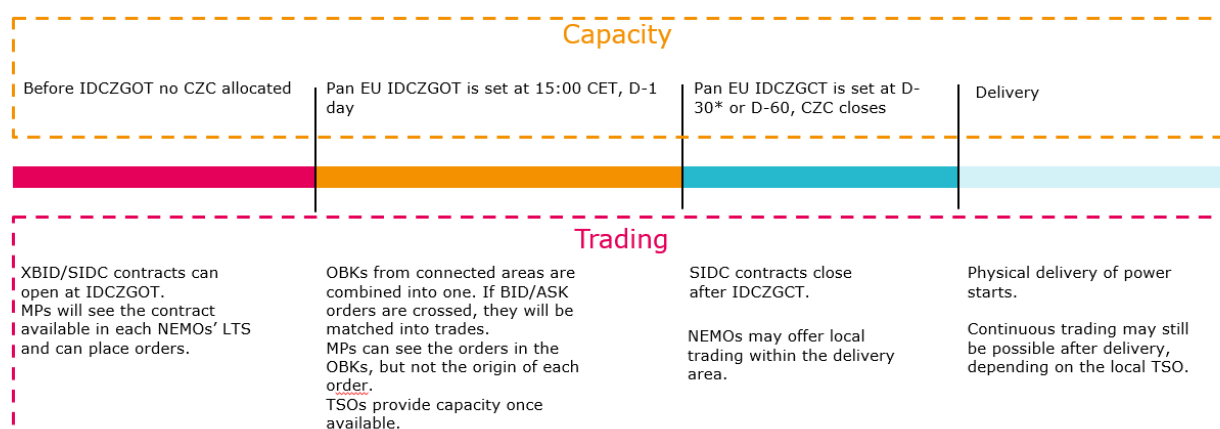 Capacity
Before IDCZGOT no CZC allocated
Pan EU IDCZGOT is set at 15:00 CET, D-1
day
Pan EU IDCZGCT is set at D-
30* or D-60, CZC closes
Delivery
Trading
XBID/SIDC contracts can
open at IDCZGOT.
MPs will see the contract
available in each NEMOs' LTS
and can place orders.
OBKs from connected areas are
combined into one. If BID/ASK
orders are crossed, they will be
matched into trades.
MPs can see the orders in the
OBKs, but not the origin of each
order.
TSOs provide capacity once
available.
SIDC contracts close
after IDCZGCT.
NEMOs may offer local
trading within the delivery
area.
Physical delivery of power
starts.
Continuous trading may still
be possible after delivery,
depending on the local TSO.